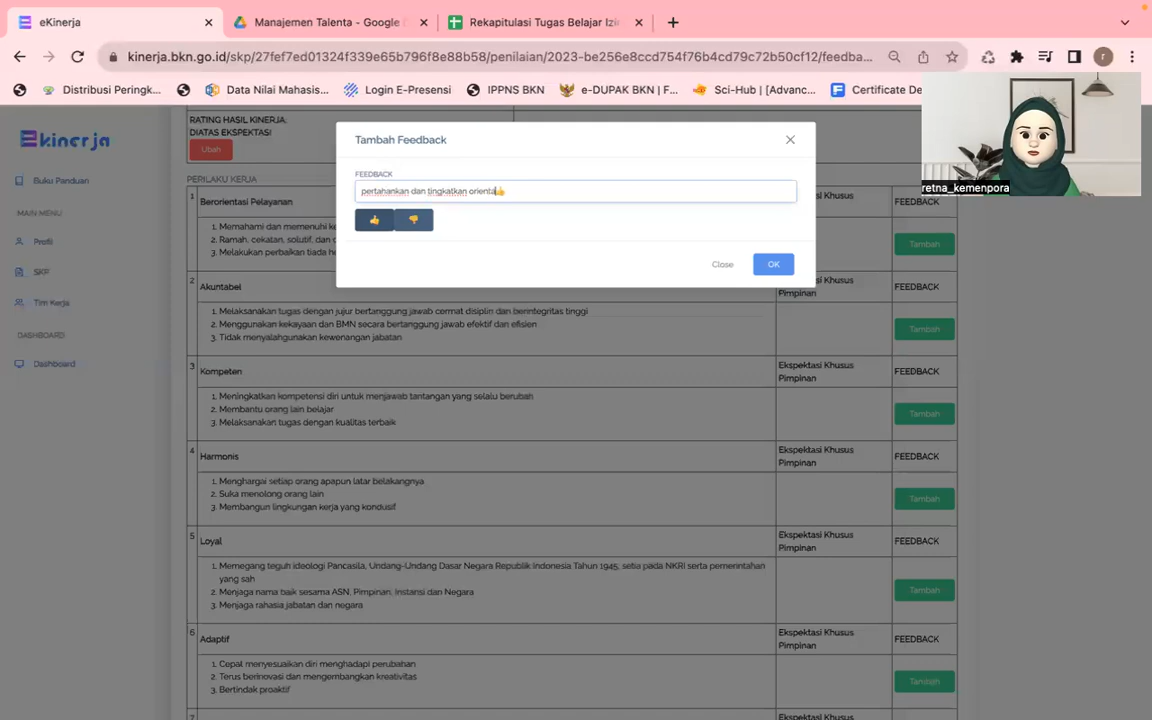 eKinerja
Manajemen Talenta - Google
Rekapitulasi Tugas Belajar Izi
kinerja.bkn.go.id/skp/27fef7ed01324f339e65b796f8e88b58/penilaian/2023-be256e8ccd754f76b4cd79c72b50cf12/feedba...
r
Distribusi Peringk...
Data Nilai Mahasis...
Login E-Presensi
IPPNS BKN
e-DUPAK BKN | F...
Sci-Hub | [Advanc...
Certificate De
retna_kemenpora
Ekinerja
Buku Panduan
MAIN MENU
Profil
SKP
Tim Kerja
DASHBOARD
Dashboard
RATING HASIL KINERJA:
DIATAS EKSPEKTASI
Ubah
Tambah Feedback
FEEDBACK
pertahankan dan tingkatkan orienta👍
👍 👎
Close
OK
PERILAKU KERJA
1 Berorientasi Pelayanan
Khusus
FEEDBACK
1. Memahami dan memenuhi ke
2. Ramah, cekatan, solutif, dan
3. Melakukan perbaikan tiada he
Tambah
2 Akuntabel
Ekspektasi Khusus
Pimpinan
FEEDBACK
1. Melaksanakan tugas dengan jujur bertanggung jawab cermat disiplin dan berintegritas tinggi
2. Menggunakan kekayaan dan BMN secara bertanggung jawab efektif dan efisien
3. Tidak menyalahgunakan kewenangan jabatan
Tambah
3 Kompeten
Ekspektasi Khusus
Pimpinan
FEEDBACK
1. Meningkatkan kompetensi diri untuk menjawab tantangan yang selalu berubah
2. Membantu orang lain belajar
3. Melaksanakan tugas dengan kualitas terbaik
Tambah
4 Harmonis
Ekspektasi Khusus
Pimpinan
FEEDBACK
1. Menghargai setiap orang apapun latar belakangnya
2. Suka menolong orang lain
3. Membangun lingkungan kerja yang kondusif
Tambah
5 Loyal
Ekspektasi Khusus
Pimpinan
FEEDBACK
1. Memegang teguh ideologi Pancasila, Undang-Undang Dasar Negara Republik Indonesia Tahun 1945, setia pada NKRI serta pemerintahan
yang sah
2. Menjaga nama baik sesama ASN, Pimpinan, Instansi dan Negara
3. Menjaga rahasia jabatan dan negara
Tambah
6 Adaptif
Ekspektasi Khusus
Pimpinan
FEEDBACK
1. Cepat menyesuaikan diri menghadapi perubahan
2. Terus berinovasi dan mengembangkan kreativitas
3. Bertindak proaktif
Tambah
7
Ekspektasi Khusus